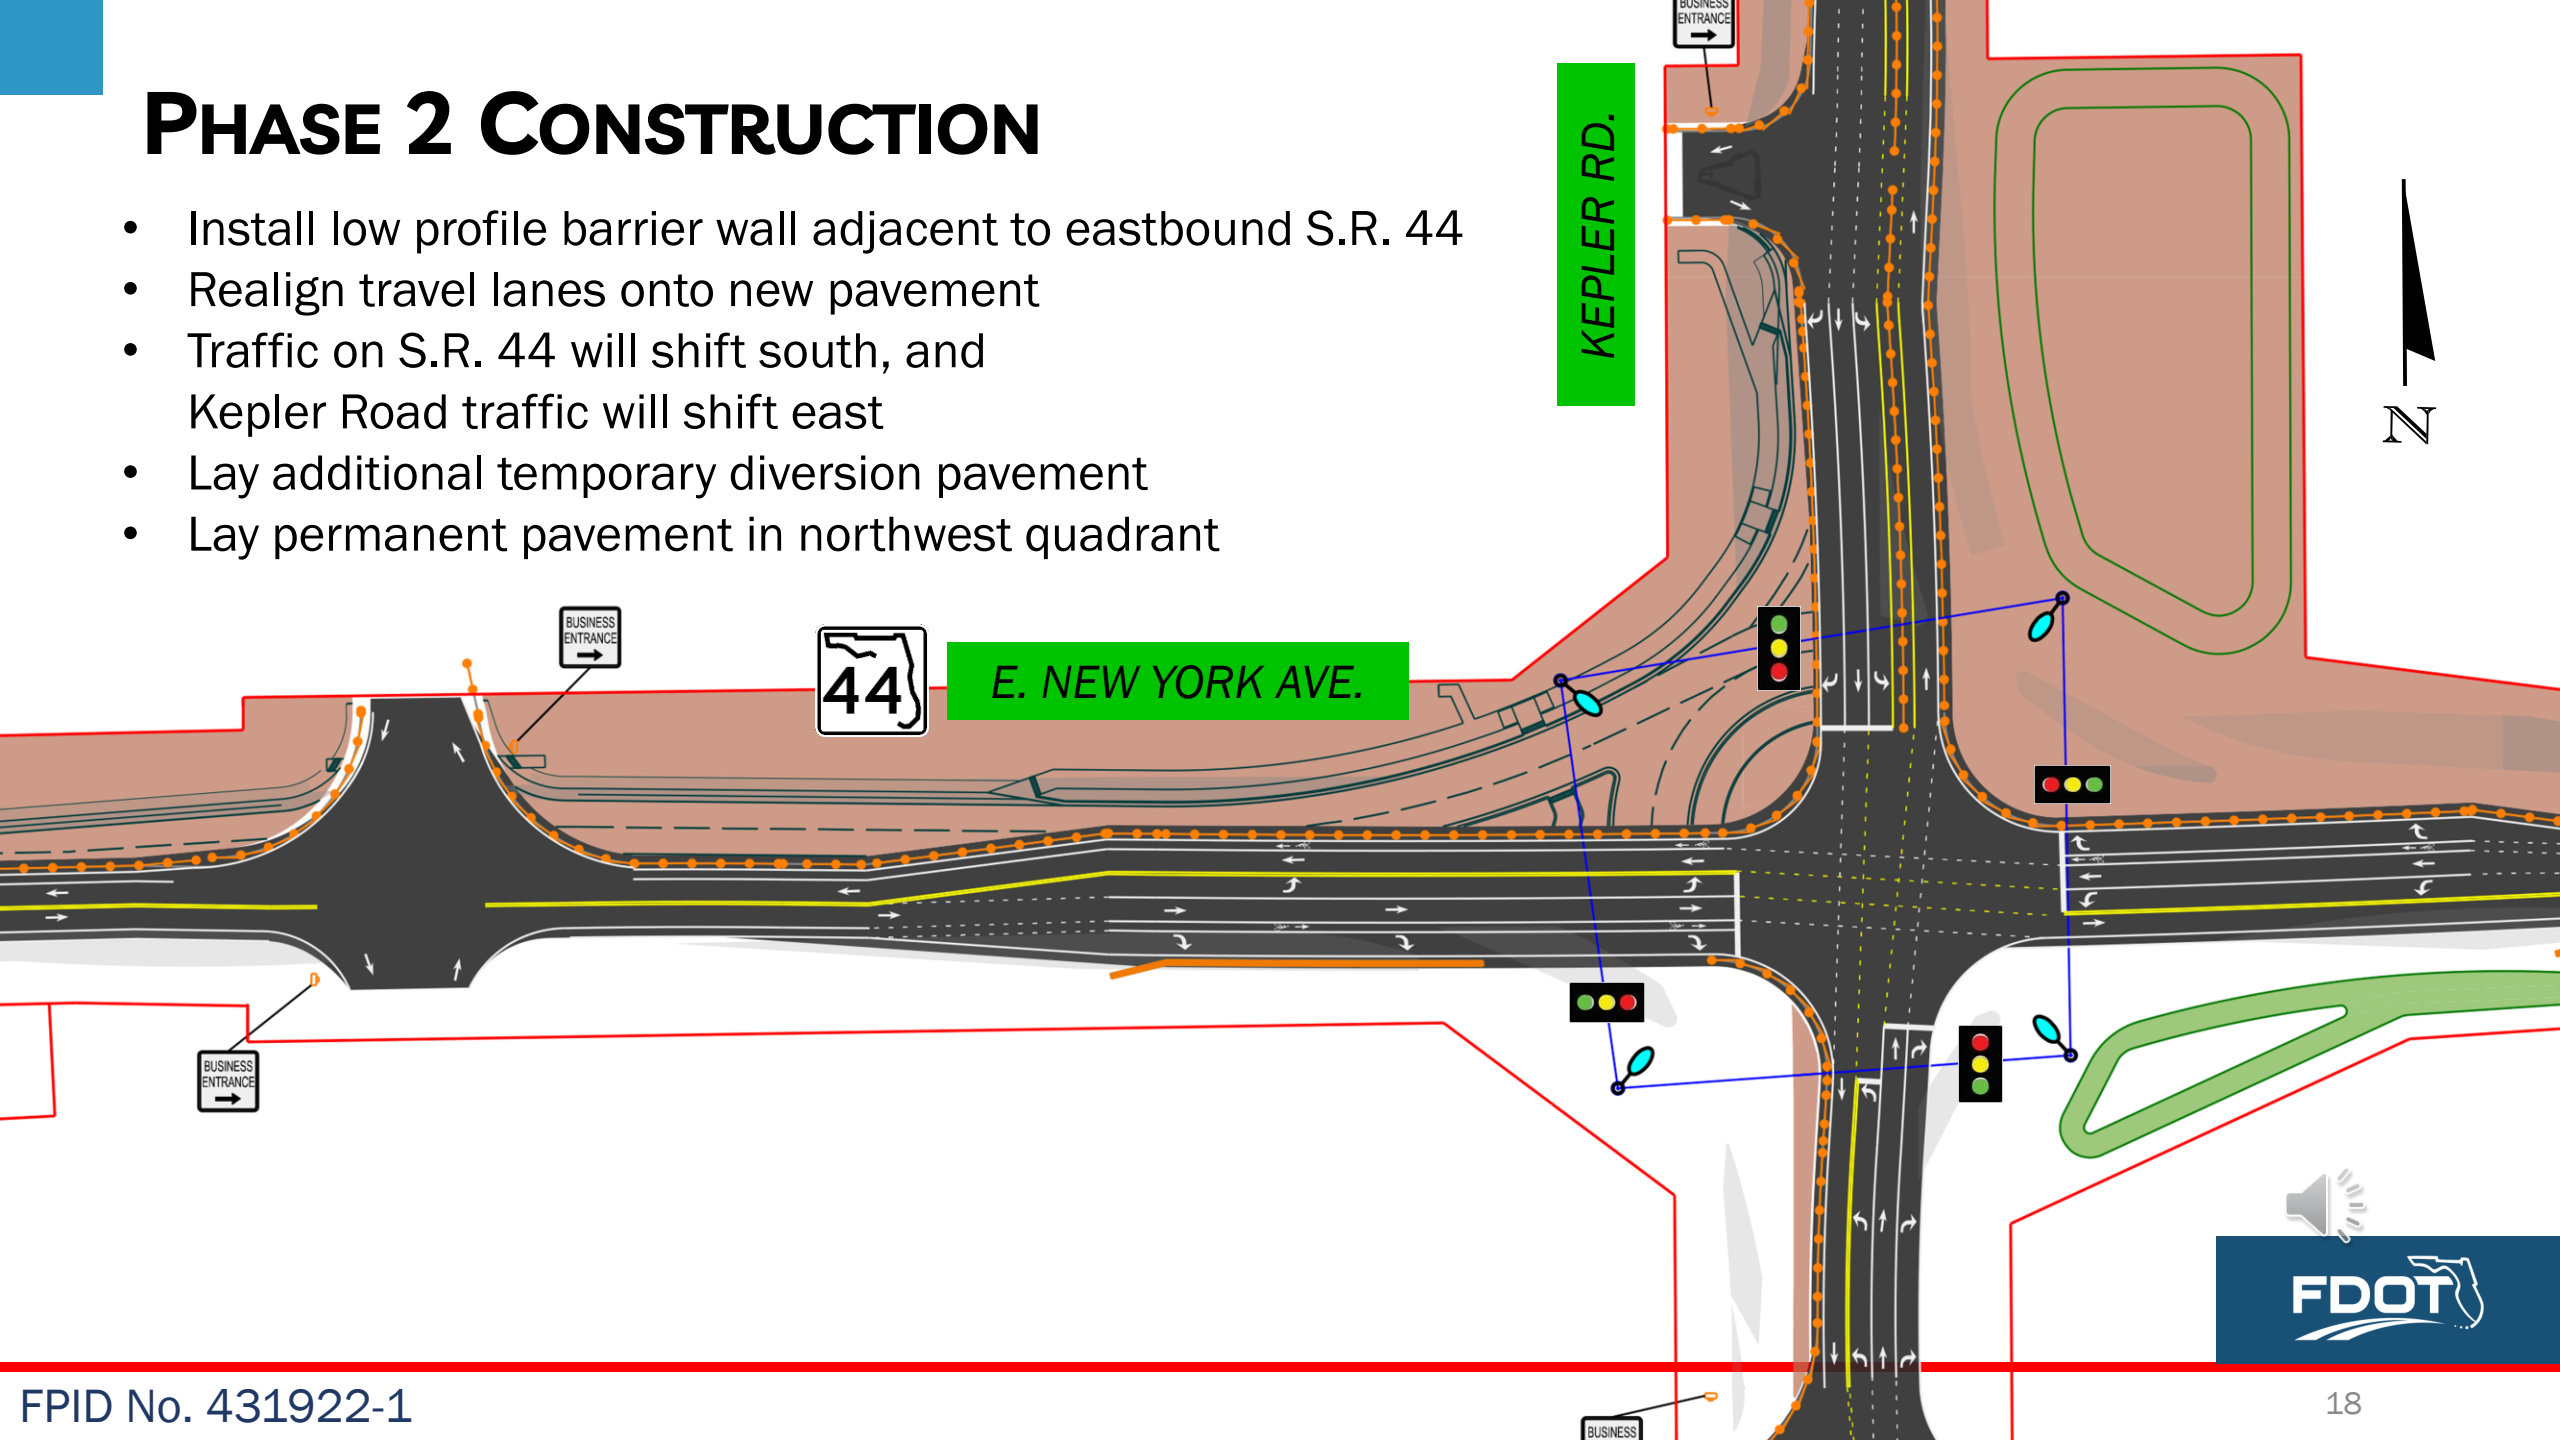 BUSINESS
ENTRANCE
PHASE 2 CONSTRUCTION
• Install low profile barrier wall adjacent to eastbound S.R. 44
• Realign travel lanes onto new pavement
• Traffic on S.R. 44 will shift south, and
Kepler Road traffic will shift east
• Lay additional temporary diversion pavement
• Lay permanent pavement in northwest quadrant
KEPLER RD.
N
BUSINESS
ENTRANCE
44
E. NEW YORK AVE.
BUSINESS
ENTRANCE
FDOT
FPID No. 431922-1
BUSINESS
18